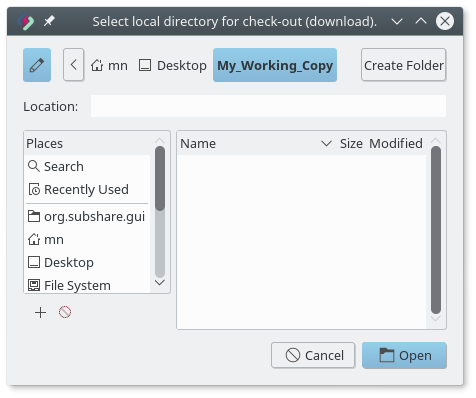 Select local directory for check-out (download).
mn Desktop My_Working_Copy Create Folder
Location:
Places
Search
Recently Used
org.subshare.gui
mn
Desktop
File System
Name Size Modified
Cancel Open